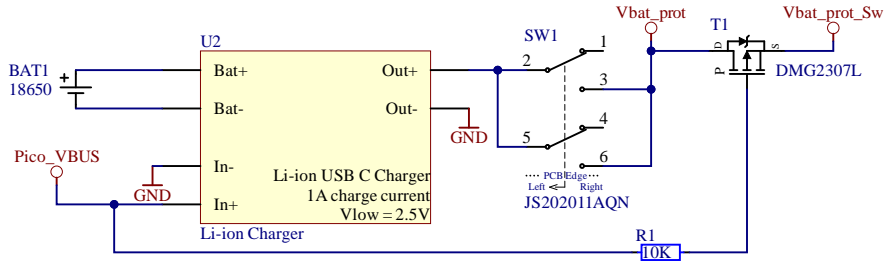 Vbat_prot
T1
Vbat_prot_Sw
U2
SW1
1
D
S
BAT1
18650
Bat+
Out+
2
3
P
DMG2307L
Bat-
Out-
GND
4
5
Pico_VBUS
In-
6
Li-ion USB C Charger
PCB Edge
GND
1A charge current
Left
Right
In+
Vlow = 2.5V
JS202011AQN
Li-ion Charger
R1
10K